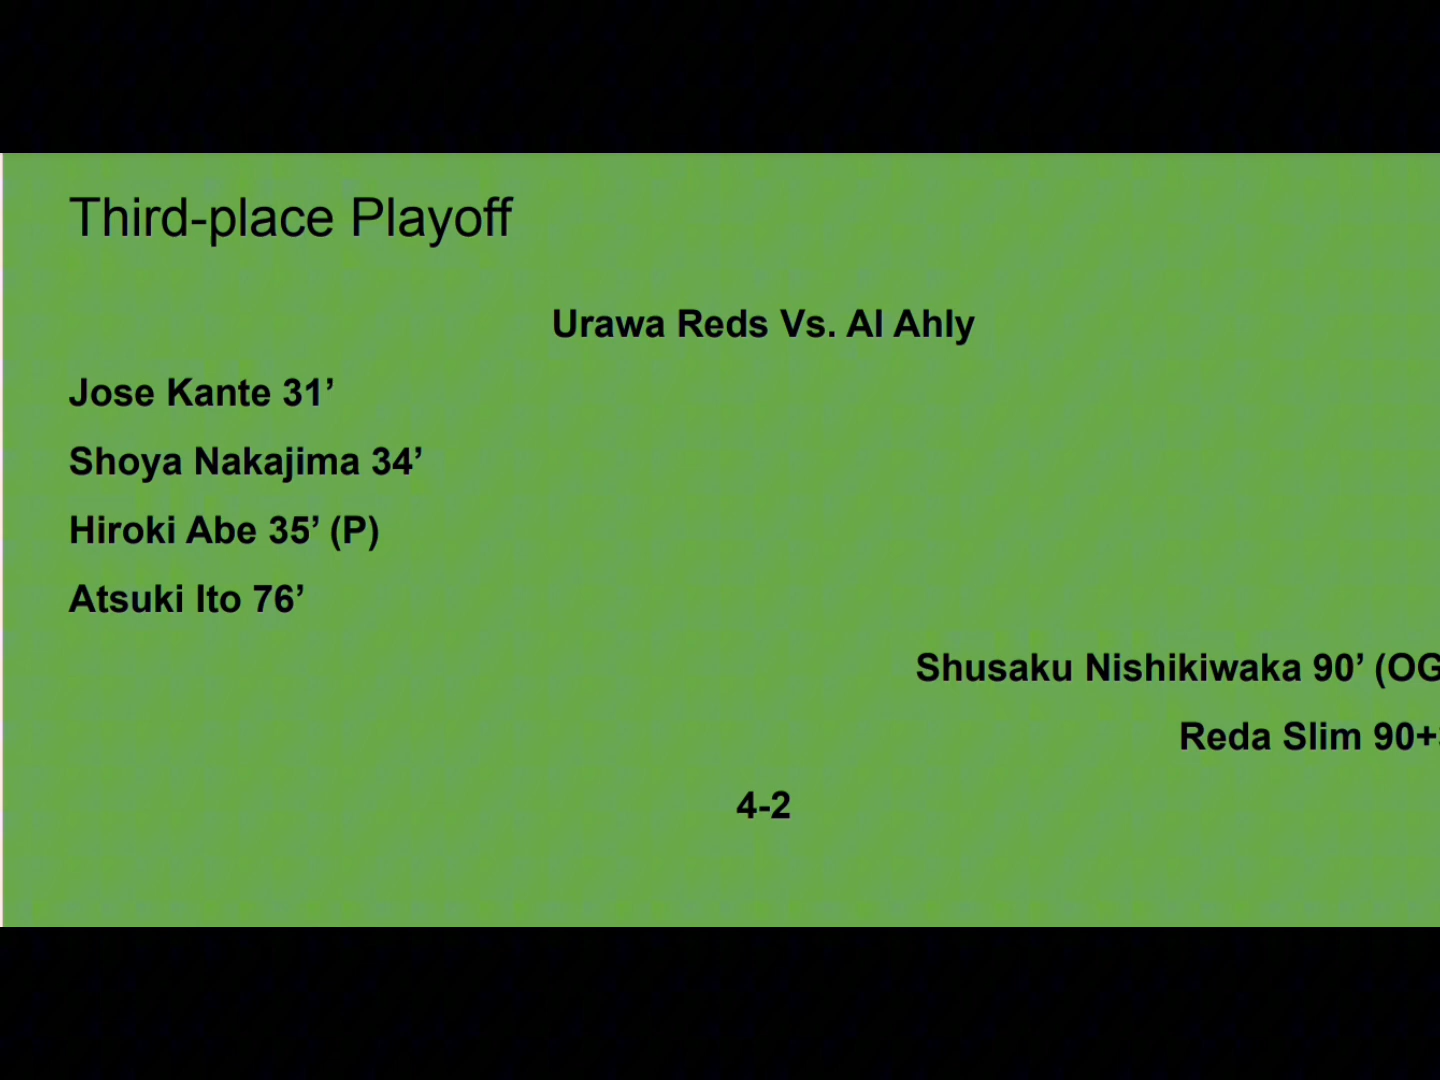 Third-place Playoff
Urawa Reds Vs. Al Ahly
Jose Kante 31’
Shoya Nakajima 34’
Hiroki Abe 35’ (P)
Atsuki Ito 76’
Shusaku Nishikiwaka 90’ (OG
Reda Slim 90+
4-2